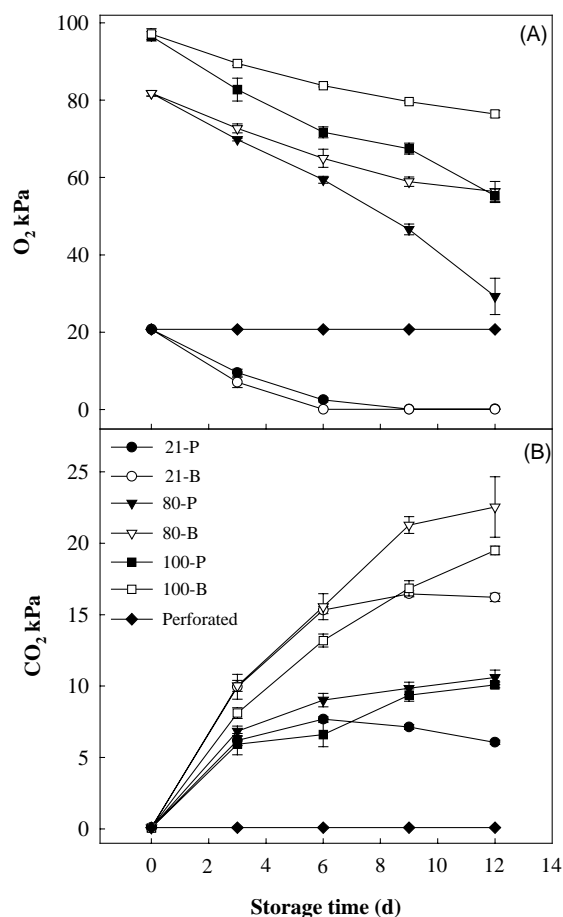 (A)
O2 kPa
100
80
60
40
20
0
(B)
CO2 kPa
25
20
15
10
5
0
21-P
21-B
80-P
80-B
100-P
100-B
Perforated
0 2 4 6 8 10 12 14
Storage time (d)